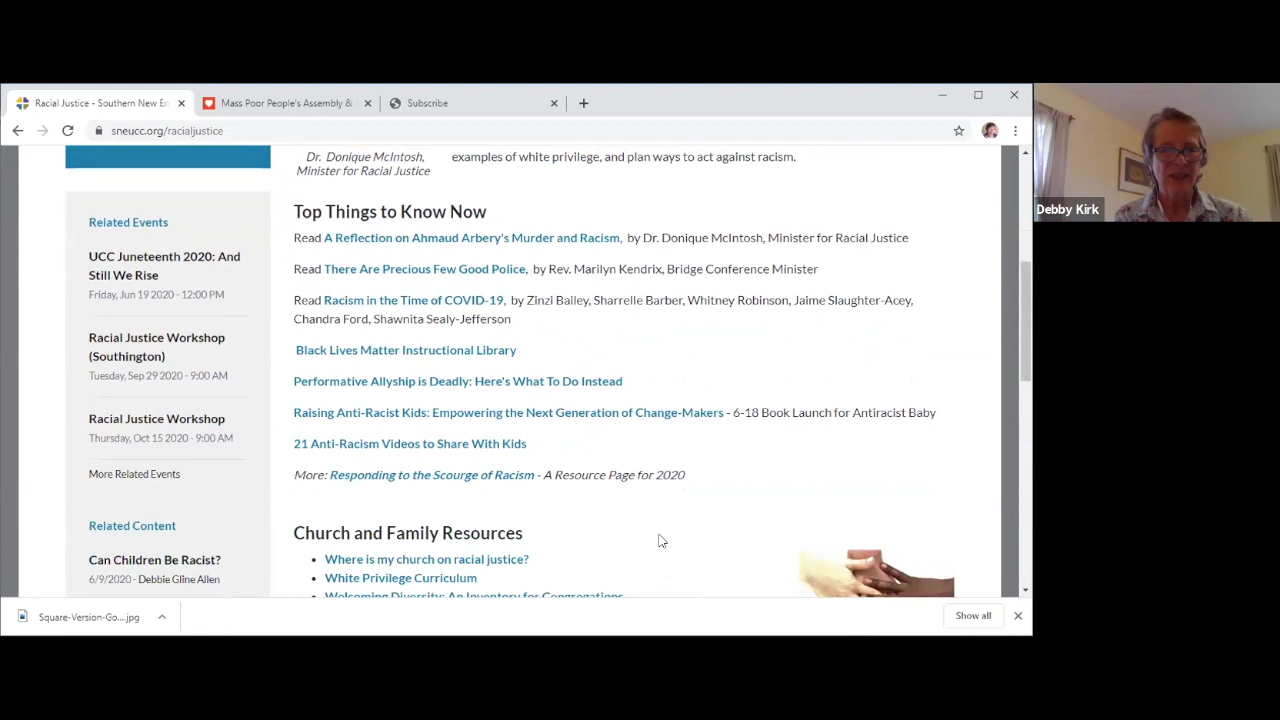 Racial Justice - Southern New En
Mass Poor People's Assembly &
Subscribe
sneucc.org/racialjustice
Debby Kirk
Dr. Donique McIntosh,
Minister for Racial Justice
examples of white privilege, and plan ways to act against racism.
Related Events
UCC Juneteenth 2020: And
Still We Rise
Friday, Jun 19 2020 - 12:00 PM
Racial Justice Workshop
(Southington)
Tuesday, Sep 29 2020 - 9:00 AM
Racial Justice Workshop
Thursday, Oct 15 2020 - 9:00 AM
More Related Events
Related Content
Can Children Be Racist?
6/9/2020 - Debbie Gline Allen
Top Things to Know Now
Read A Reflection on Ahmaud Arbery's Murder and Racism, by Dr. Donique McIntosh, Minister for Racial Justice
Read There Are Precious Few Good Police, by Rev. Marilyn Kendrix, Bridge Conference Minister
Read Racism in the Time of COVID-19, by Zinzi Bailey, Sharrelle Barber, Whitney Robinson, Jaime Slaughter-Acey,
Chandra Ford, Shawnita Sealy-Jefferson
Black Lives Matter Instructional Library
Performative Allyship is Deadly: Here's What To Do Instead
Raising Anti-Racist Kids: Empowering the Next Generation of Change-Makers - 6-18 Book Launch for Antiracist Baby
21 Anti-Racism Videos to Share With Kids
More: Responding to the Scourge of Racism - A Resource Page for 2020
Church and Family Resources
• Where is my church on racial justice?
• White Privilege Curriculum
• Welcoming Diversity: An Inventory for Congregations
Square-Version-Go....jpg
Show all